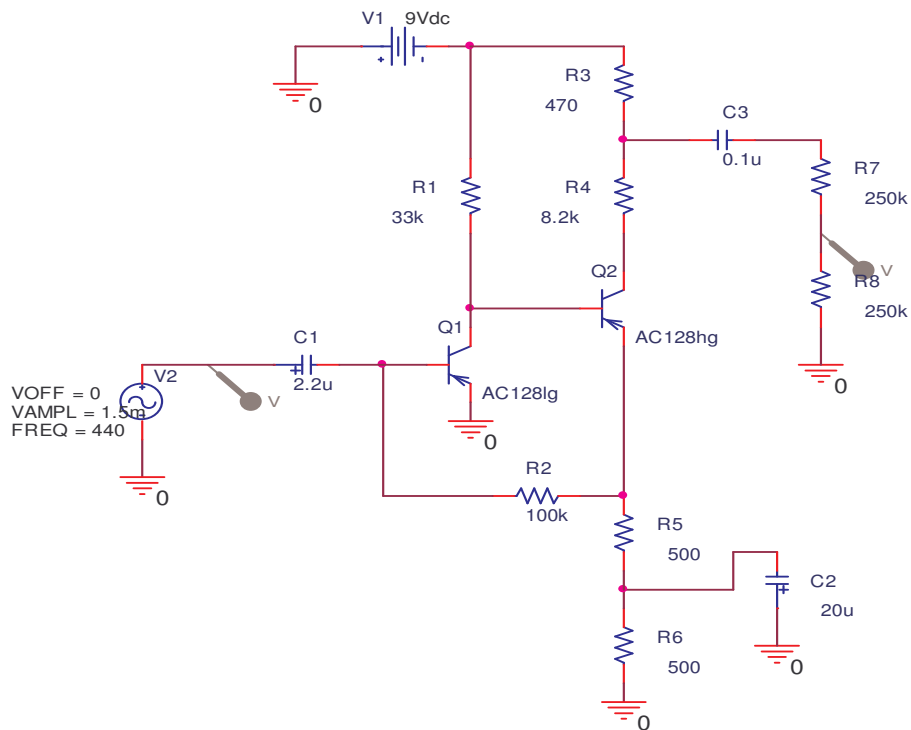 V1 9Vdc
+ -
0
R3
470
C3
0.1u
R7
250k
R1
33k
R4
8.2k
V
R8
250k
0
Q2
AC128hg
Q1
AC128lg
0
C1
+
2.2u
V
V2
+
-
VOFF = 0
VAMPL = 1.5m
FREQ = 440
0
R2
100k
R5
500
C2
+
20u
0
R6
500
0